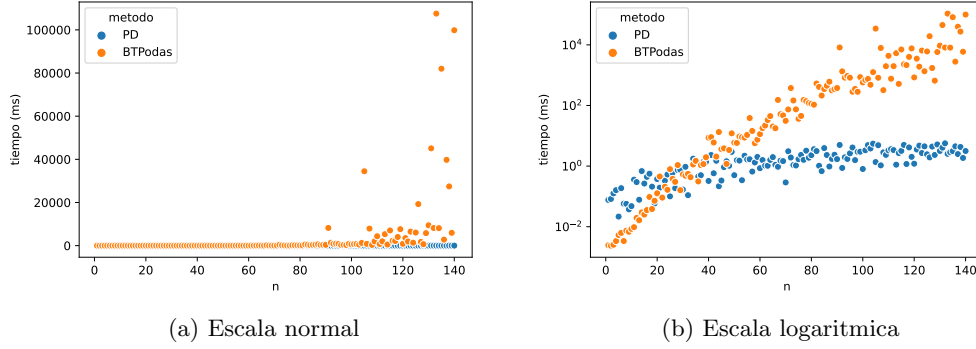 metodo
PD
BTPodas
100000
80000
60000
40000
20000
0
tiempo (ms)
0 20 40 60 80 100 120 140
n
(a) Escala normal
metodo
PD
BTPodas
10^4
10^2
10^0
10^-2
tiempo (ms)
0 20 40 60 80 100 120 140
n
(b) Escala logaritmica